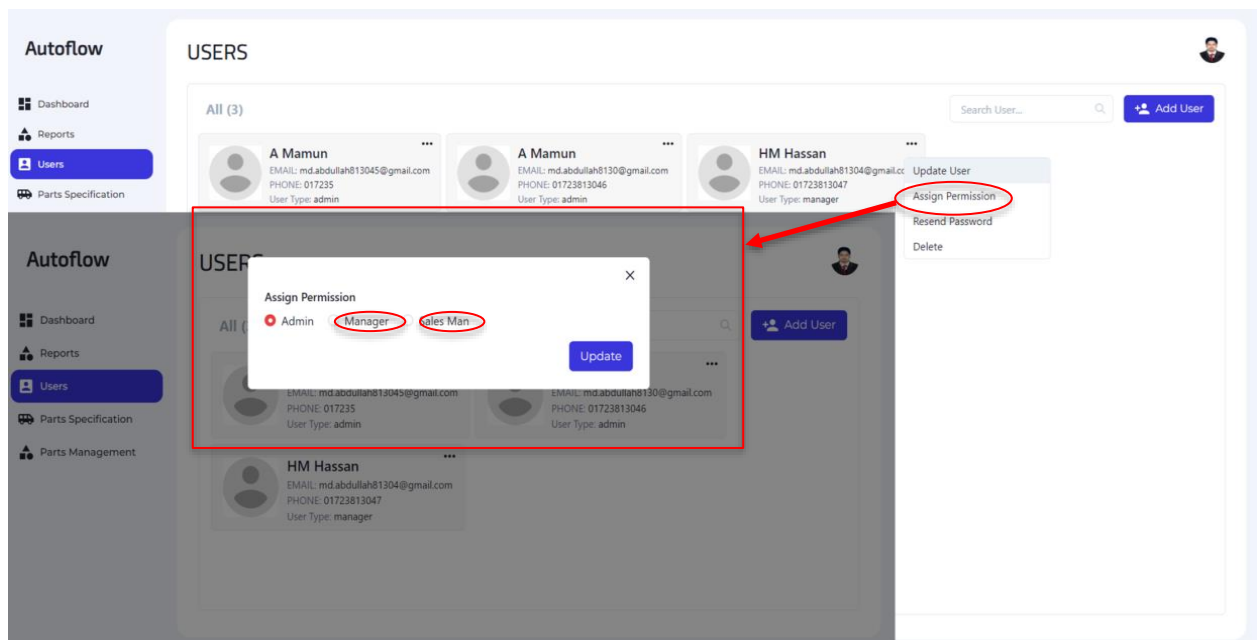 Autoflow
USERS
Dashboard
Reports
Users
Parts Specification
All (3)
Search User...
Add User
A Mamun
EMAIL: md.abdullah813045@gmail.com
PHONE: 017235
User Type: admin
A Mamun
EMAIL: md.abdullah8130@gmail.com
PHONE: 01723813046
User Type: admin
HM Hassan
EMAIL: md.abdullah81304@gmail.cc
PHONE: 01723813047
User Type: manager
Update User
Assign Permission
Resend Password
Delete
Autoflow
USERS
Dashboard
Reports
Users
Parts Specification
Parts Management
All (
Add User
Assign Permission
Admin Manager Sales Man
Update
EMAIL: md.abdullah813045@gmail.com
PHONE: 017235
User Type: admin
EMAIL: md.abdullah8130@gmail.com
PHONE: 01723813046
User Type: admin
HM Hassan
EMAIL: md.abdullah81304@gmail.com
PHONE: 01723813047
User Type: manager